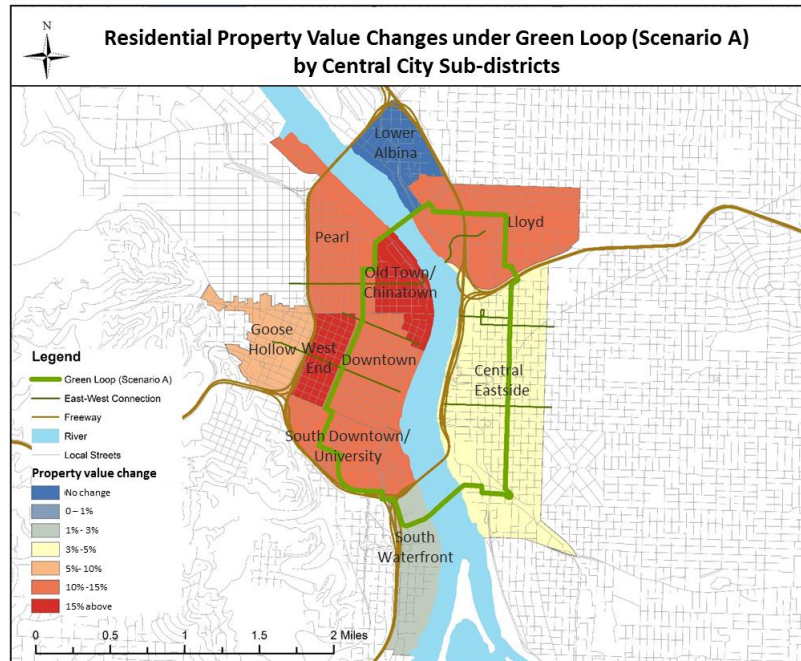 N
Residential Property Value Changes under Green Loop (Scenario A)
by Central City Sub-districts
Lower
Albina
Lloyd
Pearl
Old Town/
Chinatown
Goose
Hollow
West
End
Downtown
Central
Eastside
South Downtown/
University
South
Waterfront
Legend
Green Loop (Scenario A)
East-West Connection
Freeway
River
Local Streets
Property value change
No change
0 – 1%
1% - 3%
3% -5%
5%- 10%
10%-15%
15% above
0 0.5 1 1.5 2 Miles